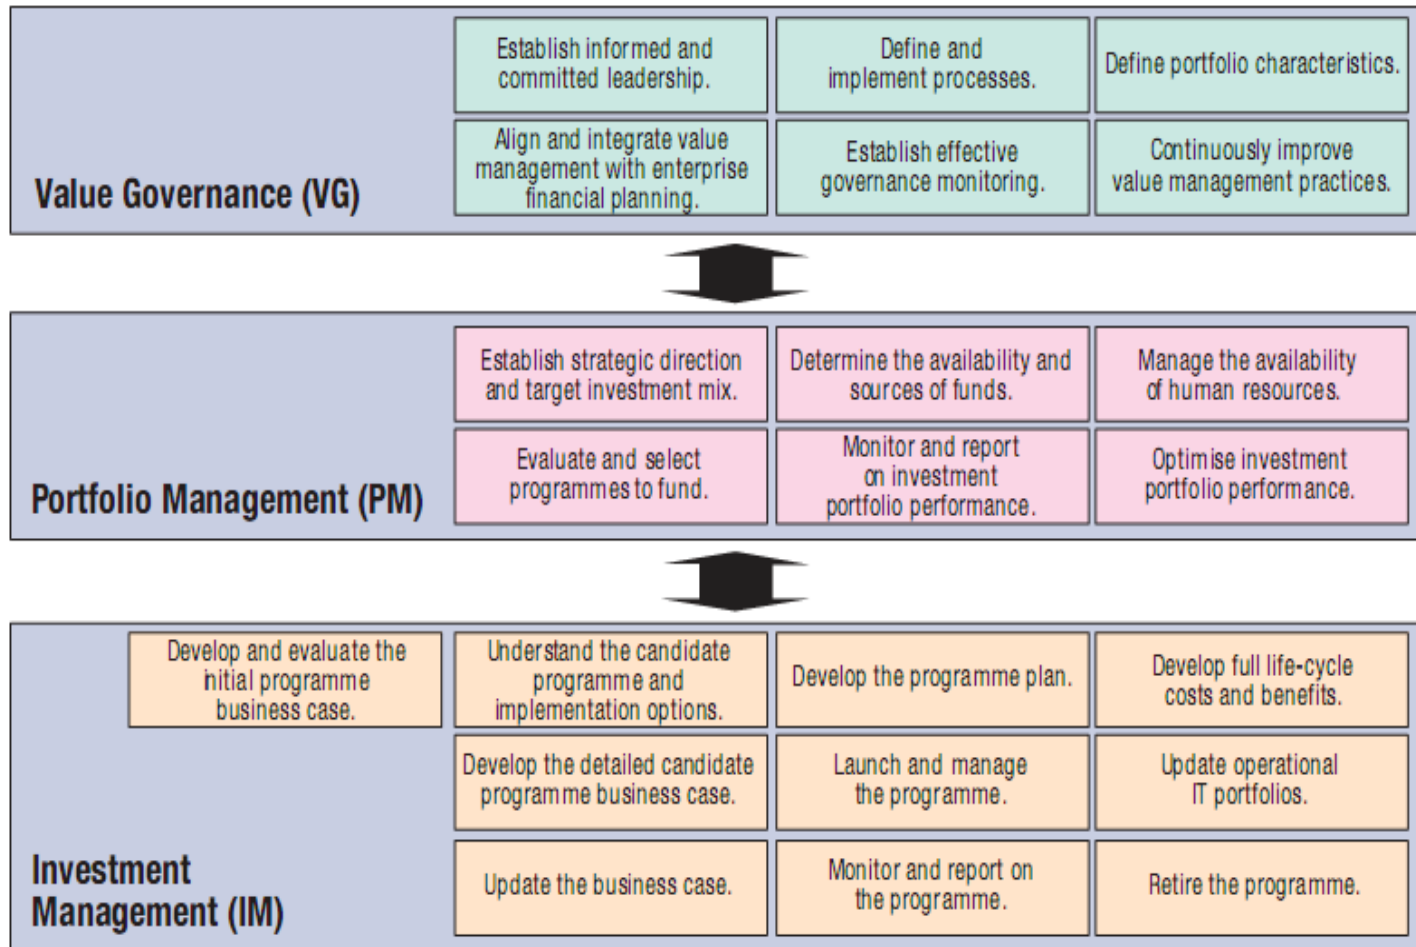 Establish informed and
committed leadership.
Define and
implement processes.
Define portfolio characteristics.
Align and integrate value
management with enterprise
financial planning.
Establish effective
governance monitoring.
Continuously improve
value management practices.
Value Governance (VG)
Establish strategic direction
and target investment mix.
Determine the availability and
sources of funds.
Manage the availability
of human resources.
Evaluate and select
programmes to fund.
Monitor and report
on investment
portfolio performance.
Optimise investment
portfolio performance.
Portfolio Management (PM)
Develop and evaluate the
initial programme
business case.
Understand the candidate
programme and
implementation options.
Develop the programme plan.
Develop full life-cycle
costs and benefits.
Develop the detailed candidate
programme business case.
Launch and manage
the programme.
Update operational
IT portfolios.
Investment
Management (IM)
Update the business case.
Monitor and report on
the programme.
Retire the programme.